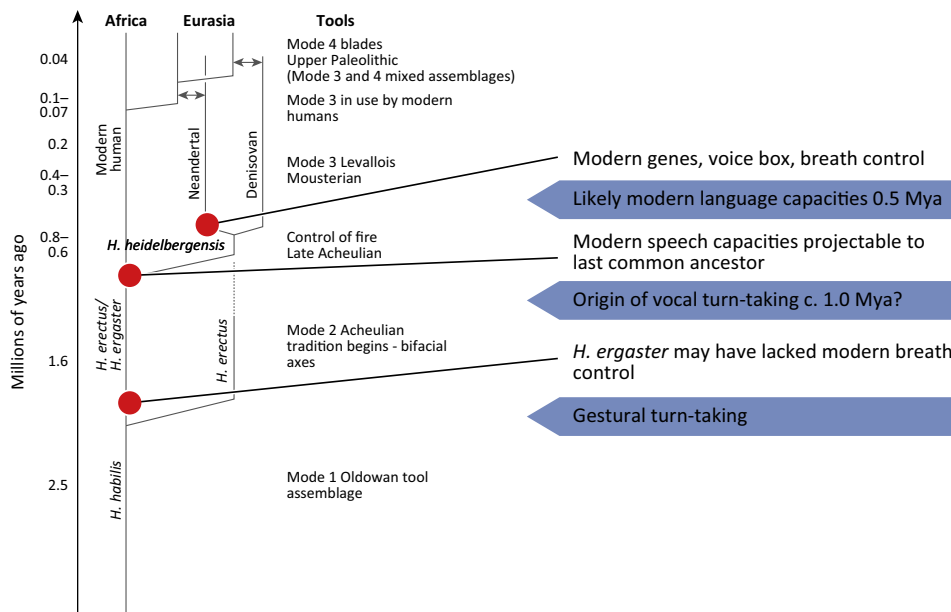 Africa
Eurasia
Tools
Millions of years ago
0.04
0.1–
0.07
0.2
0.4–
0.3
0.8–
0.6
1.6
2.5
Modern
human
Neandertal
Denisovan
H. heidelbergensis
H. erectus/
H. ergaster
H. erectus
H. habilis
Mode 4 blades
Upper Paleolithic
(Mode 3 and 4 mixed assemblages)
Mode 3 in use by modern
humans
Mode 3 Levallois
Mousterian
Control of fire
Late Acheulian
Mode 2 Acheulian
tradition begins - bifacial
axes
Mode 1 Oldowan tool
assemblage
Modern genes, voice box, breath control
Likely modern language capacities 0.5 Mya
Modern speech capacities projectable to
last common ancestor
Origin of vocal turn-taking c. 1.0 Mya?
H. ergaster may have lacked modern breath
control
Gestural turn-taking